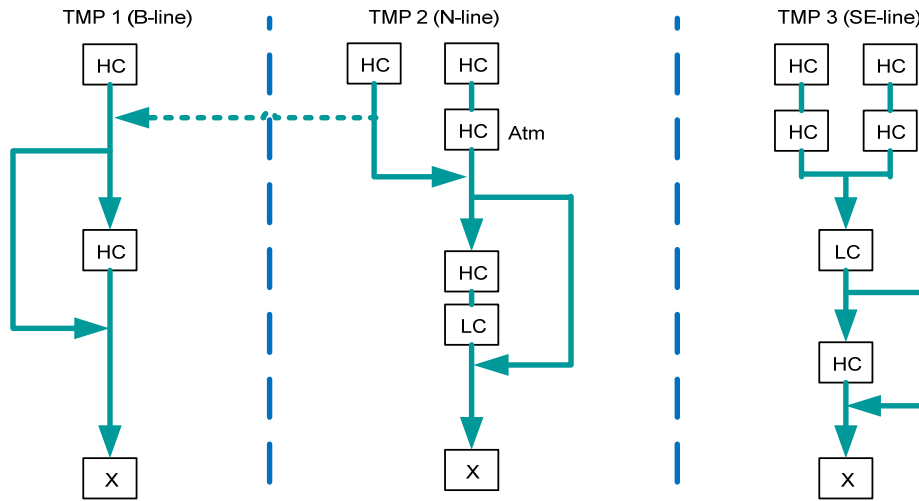 TMP 1 (B-line)
TMP 2 (N-line)
TMP 3 (SE-line)
HC
HC
X
HC
HC
HC
Atm
HC
LC
X
HC
HC
HC
HC
LC
HC
X